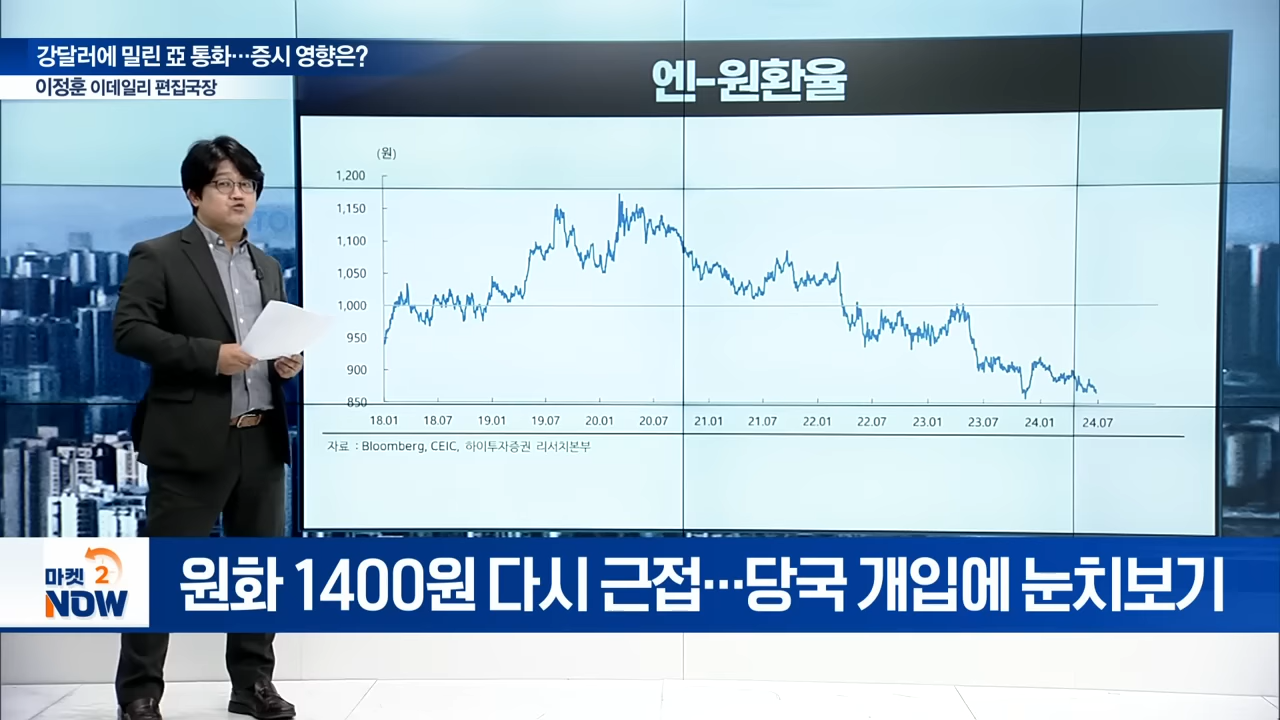 강달러에 밀린 亞 통화…증시 영향은?
이정훈 이데일리 편집국장
엔-원환율
(원)
1,200
1,150
1,100
1,050
1,000
950
900
850
18.01 18.07 19.01 19.07 20.01 20.07 21.01 21.07 22.01 22.07 23.01 23.07 24.01 24.07
자료 : Bloomberg, CEIC, 하이투자증권 리서치본부
마켓 2
NOW
원화 1400원 다시 근접…당국 개입에 눈치보기